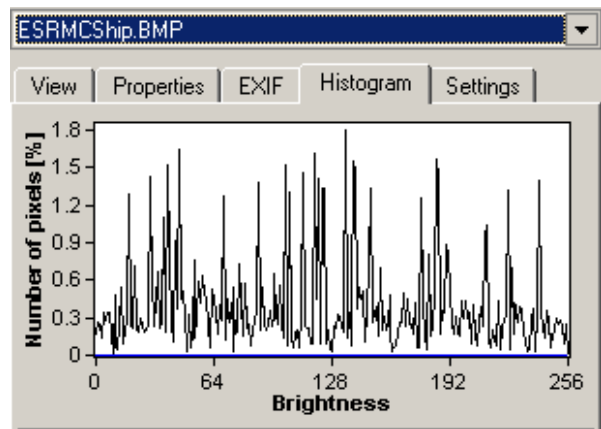 ESRMCShip.BMP
View Properties EXIF Histogram Settings
Number of pixels [%]
1.8
1.5
1.2
0.9
0.6
0.3
0
0 64 128 192 256
Brightness